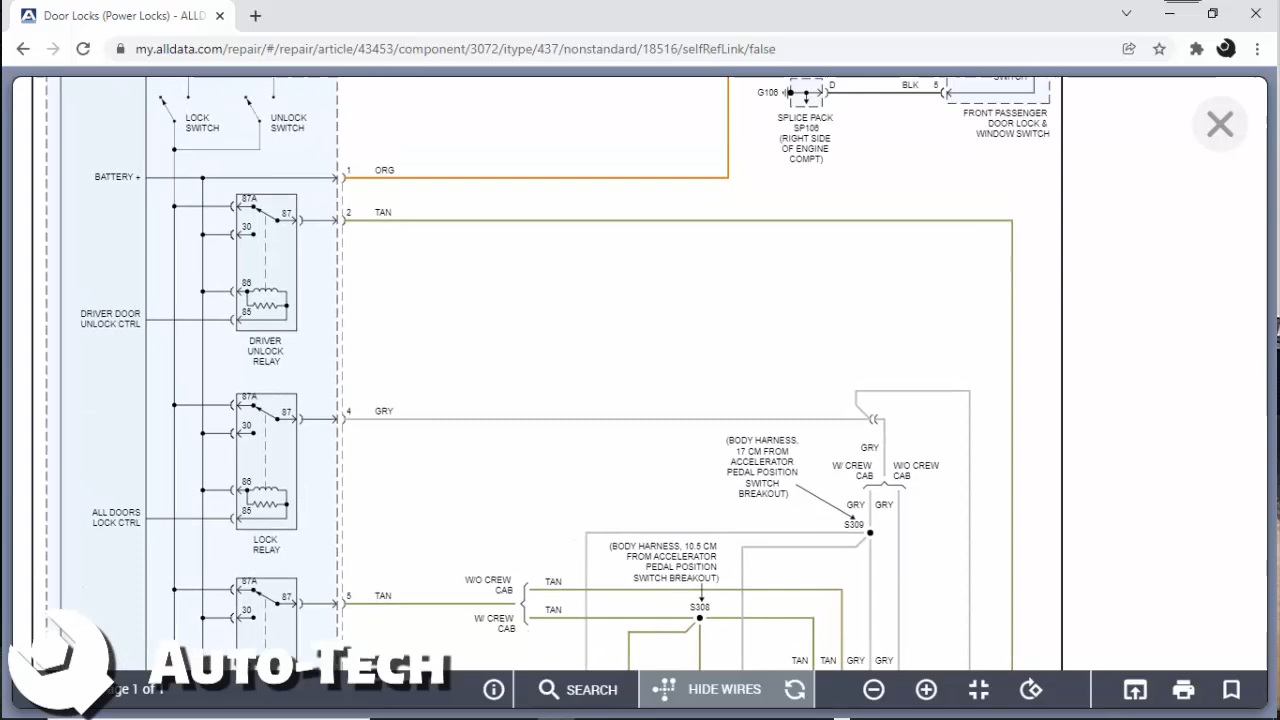 Door Locks (Power Locks) - ALLD
my.alldata.com/repair/#/repair/article/43453/component/3072/itype/437/nonstandard/18516/selfRefLink/false
LOCK
SWITCH
UNLOCK
SWITCH
G106
D
BLK
5
SWITCH
SPLICE PACK
SP106
(RIGHT SIDE
OF ENGINE
COMPT)
FRONT PASSENGER
DOOR LOCK &
WINDOW SWITCH
BATTERY +
1
ORG
87A
87
30
86
85
2
TAN
DRIVER DOOR
UNLOCK CTRL
DRIVER
UNLOCK
RELAY
87A
87
30
86
85
4
GRY
ALL DOORS
LOCK CTRL
LOCK
RELAY
(BODY HARNESS,
17 CM FROM
ACCELERATOR
PEDAL POSITION
SWITCH
BREAKOUT)
GRY
W/ CREW
CAB
W/O CREW
CAB
GRY
GRY
S309
(BODY HARNESS, 10.5 CM
FROM ACCELERATOR
PEDAL POSITION
SWITCH BREAKOUT)
87A
87
30
5
TAN
W/O CREW
CAB
TAN
W/ CREW
CAB
TAN
S308
TAN
TAN
GRY
GRY
AUTO-TECH
age 1 of 1
SEARCH
HIDE WIRES